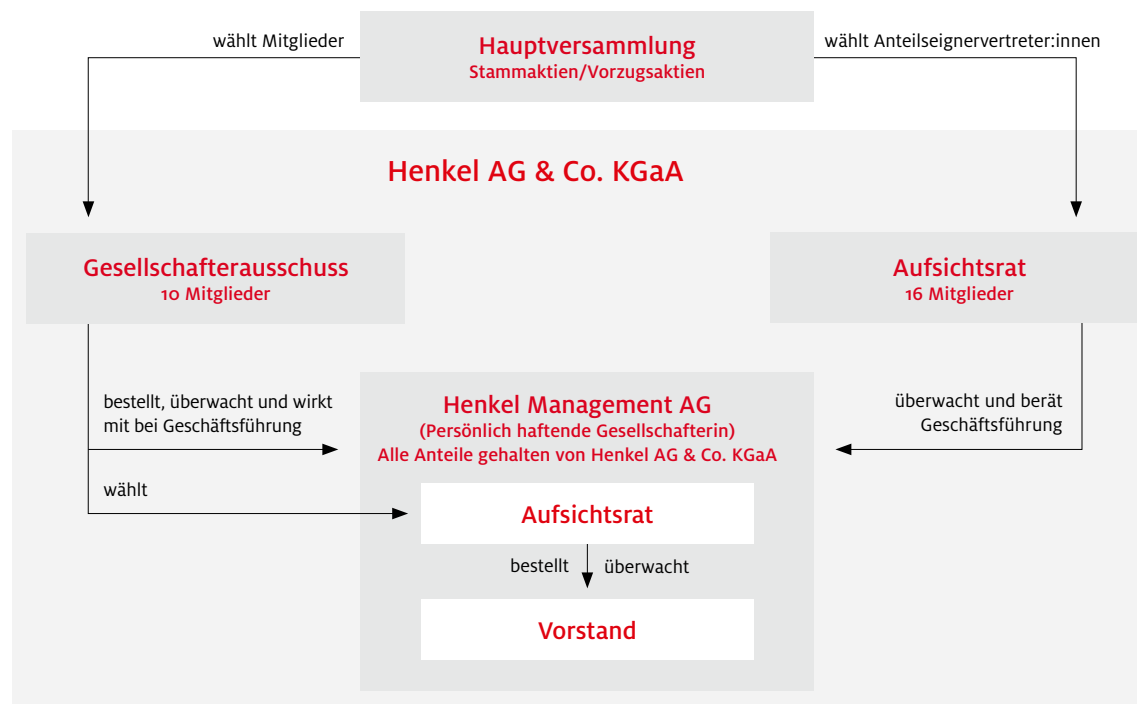 wählt Mitglieder
Hauptversammlung
Stammaktien/Vorzugsaktien
wählt Anteilseignervertreter:innen
Henkel AG & Co. KGaA
Gesellschafterausschuss
10 Mitglieder
Aufsichtsrat
16 Mitglieder
bestellt, überwacht und wirkt
mit bei Geschäftsführung
Henkel Management AG
(Persönlich haftende Gesellschafterin)
Alle Anteile gehalten von Henkel AG & Co. KGaA
überwacht und berät
Geschäftsführung
wählt
Aufsichtsrat
bestellt
überwacht
Vorstand